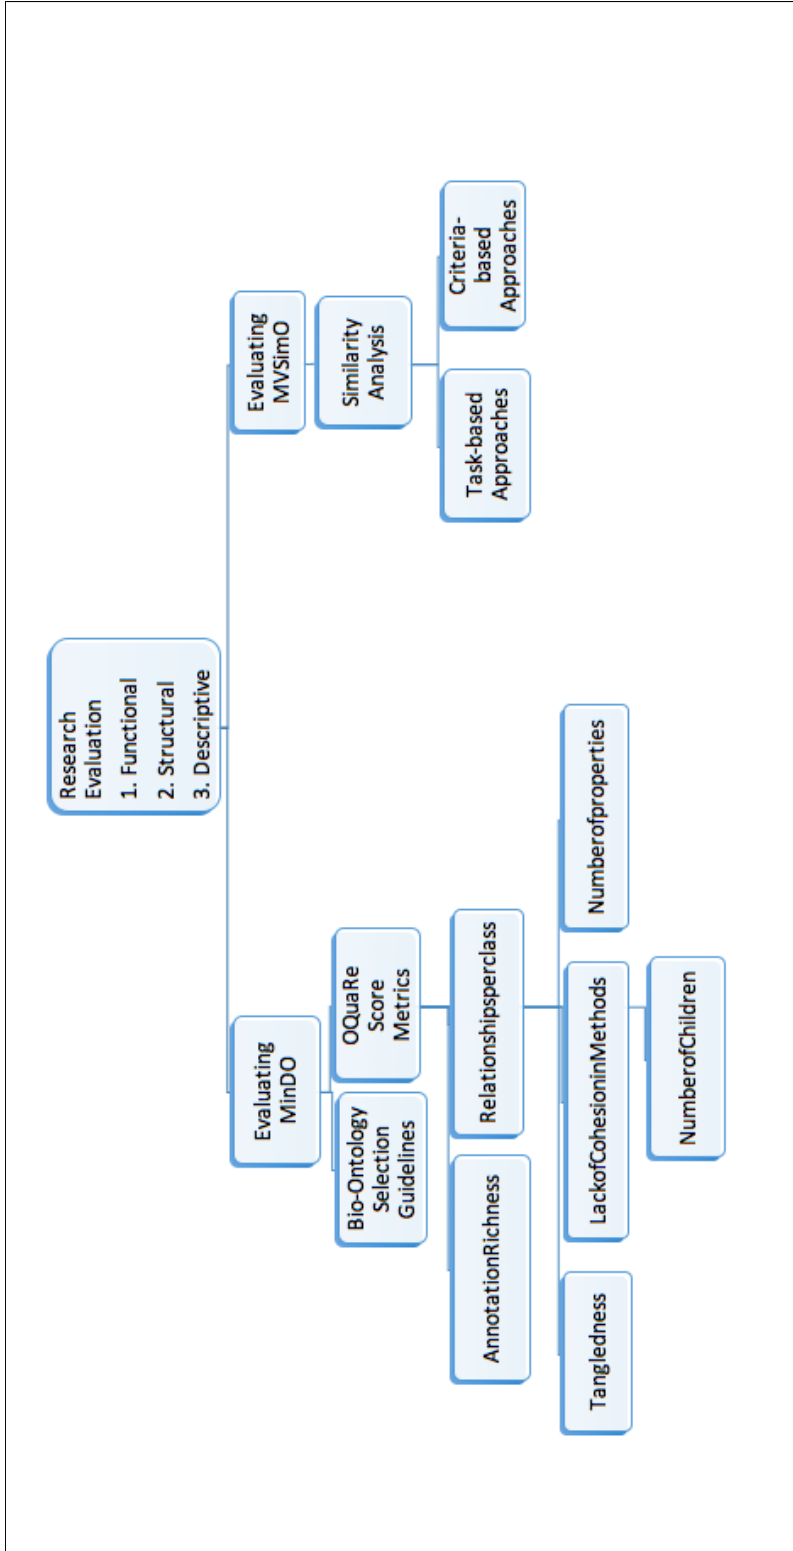 Research
Evaluation
1. Functional
2. Structural
3. Descriptive
Evaluating
MinDO
Evaluating
MVSimO
Bio-Ontology
Selection
Guidelines
OQuaRe
Score
Metrics
Similarity
Analysis
AnnotationRichness
Relationshipsperclass
Task-based
Approaches
Criteria-
based
Approaches
Tangledness
LackofCohesioninMethods
Numberofproperties
NumberofChildren